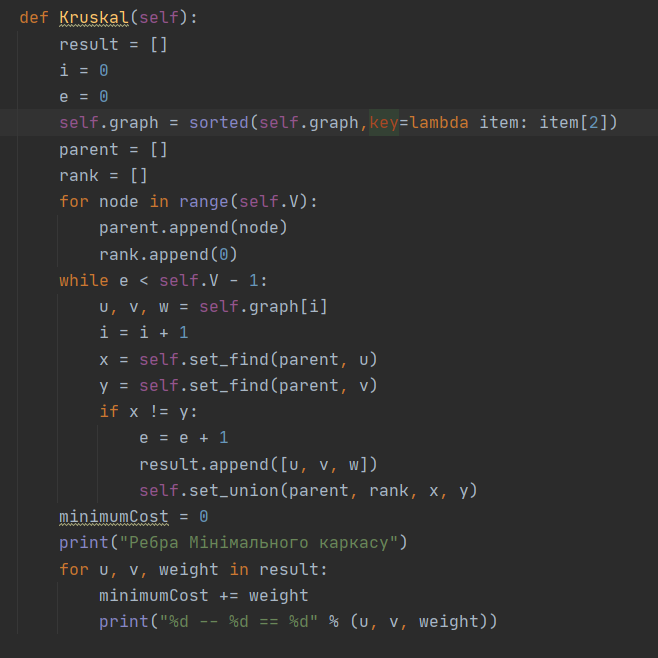 def Kruskal(self):
    result = []
    i = 0
    e = 0
    self.graph = sorted(self.graph,key=lambda item: item[2])
    parent = []
    rank = []
    for node in range(self.V):
        parent.append(node)
        rank.append(0)
    while e < self.V - 1:
        u, v, w = self.graph[i]
        i = i + 1
        x = self.set_find(parent, u)
        y = self.set_find(parent, v)
        if x != y:
            e = e + 1
            result.append([u, v, w])
            self.set_union(parent, rank, x, y)
    minimumCost = 0
    print("Ребра Мінімального каркасу")
    for u, v, weight in result:
        minimumCost += weight
        print("%d -- %d == %d" % (u, v, weight))